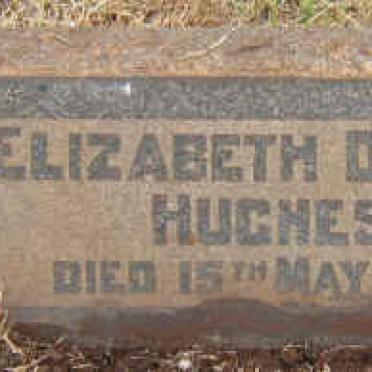 ELIZABETH D
HUGHES
DIED 15TH MAY